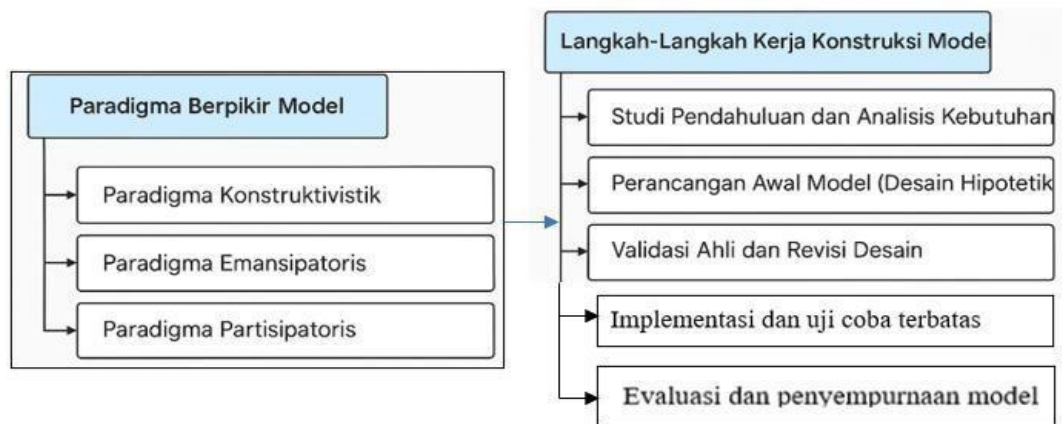 Paradigma Berpikir Model
Paradigma Konstruktivistik
Paradigma Emansipatoris
Paradigma Partisipatoris
Langkah-Langkah Kerja Konstruksi Model
Studi Pendahuluan dan Analisis Kebutuhan
Perancangan Awal Model (Desain Hipotetik
Validasi Ahli dan Revisi Desain
Implementasi dan uji coba terbatas
Evaluasi dan penyempurnaan model